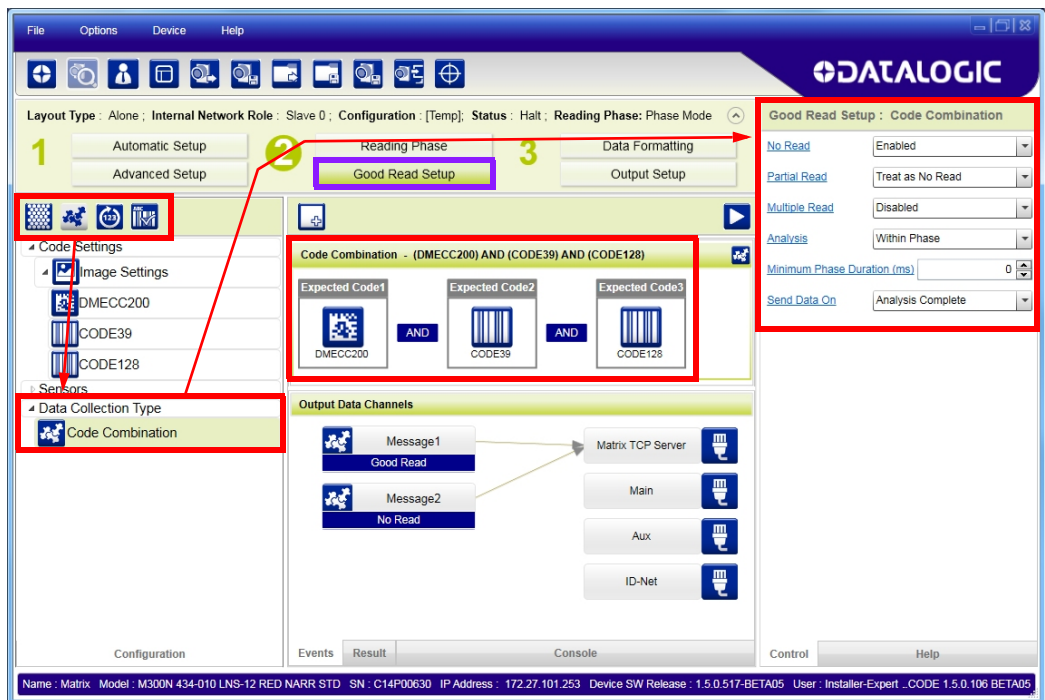 File Options Device Help
DATALOGIC
Layout Type : Alone ; Internal Network Role : Slave 0 ; Configuration : [Temp]; Status : Halt ; Reading Phase: Phase Mode
1 Automatic Setup
Advanced Setup
2 Reading Phase
Good Read Setup
3 Data Formatting
Output Setup
Code Settings
Image Settings
DMECC200
CODE39
CODE128
Sensors
Data Collection Type
Code Combination
Configuration
Code Combination - (DMECC200) AND (CODE39) AND (CODE128)
Expected Code1 Expected Code2 Expected Code3
AND AND
DMECC200 CODE39 CODE128
Output Data Channels
Message1
Good Read
Message2
No Read
Matrix TCP Server
Main
Aux
ID-Net
Events Result Console
Good Read Setup : Code Combination
No Read Enabled
Partial Read Treat as No Read
Multiple Read Disabled
Analysis Within Phase
Minimum Phase Duration (ms) 0
Send Data On Analysis Complete
Control Help
Name : Matrix Model : M300N 434-010 LNS-12 RED NARR STD SN : C14P00630 IP Address : 172.27.101.253 Device SW Release : 1.5.0.517-BETA05 User : Installer-Expert ..CODE 1.5.0.106 BETA05